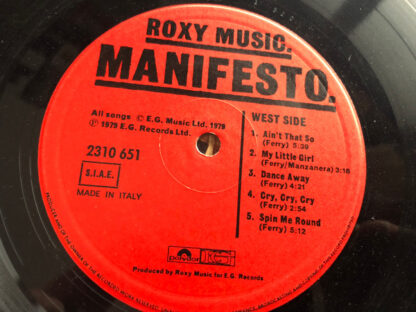 ROXY MUSIC.
MANIFESTO.
All songs © E.G. Music Ltd. 1979
℗ 1979 E.G. Records Ltd.
2310 651
S.I.A.E.
MADE IN ITALY
WEST SIDE
1. Ain't That So
(Ferry) 5:39
2. My Little Girl
(Ferry/Manzanera) 3:18
3. Dance Away
(Ferry) 4:21
4. Cry, Cry, Cry
(Ferry) 2:54
5. Spin Me Round
(Ferry) 5:12
polydor
Produced by Roxy Music for E.G. Records